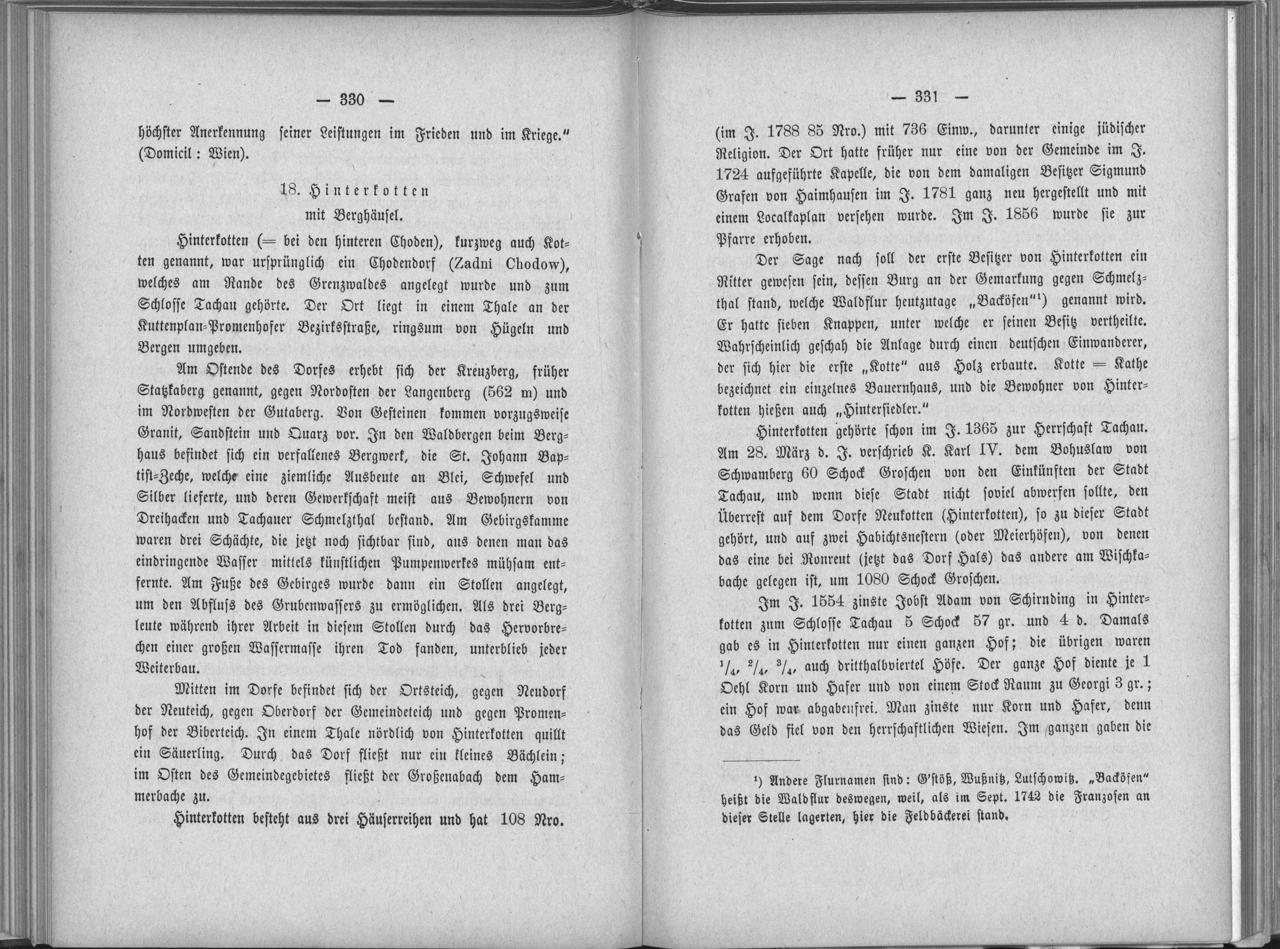 — 330 —
höchster Anerkennung seiner Leistungen im Frieden und im Kriege."
(Domicil: Wien).
18. Hinterkotten
mit Berghäusel.
Hinterkotten (= bei den hinteren Choden), kurzweg auch Kot-
ten genannt, war ursprünglich ein Chodendorf (Zadni Chodow),
welches am Rande des Grenzwaldes angelegt wurde und zum
Schlosse Tachau gehörte. Der Ort liegt in einem Thale an der
Kuttenplan-Promenhofer Bezirksstraße, ringsum von Hügeln und
Bergen umgeben.
Am Ostende des Dorfes erhebt sich der Kreuzberg, früher
Statzkaberg genannt, gegen Nordosten der Langenberg (562 m) und
im Nordwesten der Gutaberg. Von Gesteinen kommen vorzugsweise
Granit, Sandstein und Quarz vor. In den Waldbergen beim Berg-
haus befindet sich ein verfallenes Bergwerk, die St. Johann Bap-
tist-Zeche, welche eine ziemliche Ausbeute an Blei, Schwefel und
Silber lieferte, und deren Gewerkschaft meist aus Bewohnern von
Dreihacken und Tachauer Schmelzthal bestand. Am Gebirgskamme
waren drei Schächte, die jetzt noch sichtbar sind, aus denen man das
eindringende Wasser mittels künstlichen Pumpenwerkes mühsam ent-
fernte. Am Fuße des Gebirges wurde dann ein Stollen angelegt,
um den Abfluss des Grubenwassers zu ermöglichen. Als drei Berg-
leute während ihrer Arbeit in diesem Stollen durch das Hervorbre-
chen einer großen Wassermasse ihren Tod fanden, unterblieb jeder
Weiterbau.
Mitten im Dorfe befindet sich der Ortsteich, gegen Neudorf
der Neuteich, gegen Oberdorf der Gemeindeteich und gegen Promen-
hof der Biberteich. In einem Thale nördlich von Hinterkotten quillt
ein Säuerling. Durch das Dorf fließt nur ein kleines Bächlein;
im Osten des Gemeindegebietes fließt der Großenabach dem Ham-
merbache zu.
Hinterkotten besteht aus drei Häuserreihen und hat 108 Nro.
— 331 —
(im J. 1788 85 Nro.) mit 736 Einw., darunter einige jüdischer
Religion. Der Ort hatte früher nur eine von der Gemeinde im J.
1724 aufgeführte Kapelle, die von dem damaligen Besitzer Sigmund
Grafen von Haimhausen im J. 1781 ganz neu hergestellt und mit
einem Localkaplan versehen wurde. Im J. 1856 wurde sie zur
Pfarre erhoben.
Der Sage nach soll der erste Besitzer von Hinterkotten ein
Ritter gewesen sein, dessen Burg an der Gemarkung gegen Schmelz-
thal stand, welche Waldflur heutzutage „Backöfen"¹) genannt wird.
Er hatte sieben Knappen, unter welche er seinen Besitz vertheilte.
Wahrscheinlich geschah die Anlage durch einen deutschen Einwanderer,
der sich hier die erste „Kotte" aus Holz erbaute. Kotte = Kathe
bezeichnet ein einzelnes Bauernhaus, und die Bewohner von Hinter-
kotten hießen auch „Hintersiedler."
Hinterkotten gehörte schon im J. 1365 zur Herrschaft Tachau.
Am 28. März d. J. verschrieb K. Karl IV. dem Bohuslaw von
Schwamberg 60 Schock Groschen von den Einkünften der Stadt
Tachau, und wenn diese Stadt nicht soviel abwerfen sollte, den
Überrest auf dem Dorfe Neukotten (Hinterkotten), so zu dieser Stadt
gehört, und auf zwei Habichtsnestern (oder Meierhöfen), von denen
das eine bei Ronreut (jetzt das Dorf Hals) das andere am Wischka-
bache gelegen ist, um 1080 Schock Groschen.
Im J. 1554 zinste Jobst Adam von Schirnding in Hinter-
kotten zum Schlosse Tachau 5 Schock 57 gr. und 4 d. Damals
gab es in Hinterkotten nur einen ganzen Hof; die übrigen waren
¹/₄, ²/₄, ³/₄, auch dritthalbviertel Höfe. Der ganze Hof diente je 1
Oehl Korn und Hafer und von einem Stock Raum zu Georgi 3 gr.;
ein Hof war abgabenfrei. Man zinste nur Korn und Hafer, denn
das Geld fiel von den herrschaftlichen Wiesen. Im ganzen gaben die
¹) Andere Flurnamen sind: G'stöß, Wußnitz, Lutschowitz. „Backöfen"
heißt die Waldflur deswegen, weil, als im Sept. 1742 die Franzosen an
dieser Stelle lagerten, hier die Feldbäckerei stand.